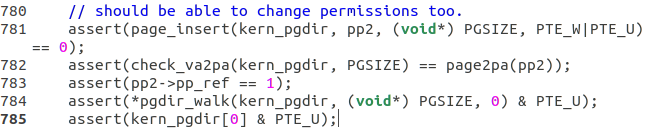 780 // should be able to change permissions too.
781 assert(page_insert(kern_pgdir, pp2, (void*) PGSIZE, PTE_W|PTE_U)
== 0);
782 assert(check_va2pa(kern_pgdir, PGSIZE) == page2pa(pp2));
783 assert(pp2->pp_ref == 1);
784 assert(*pgdir_walk(kern_pgdir, (void*) PGSIZE, 0) & PTE_U);
785 assert(kern_pgdir[0] & PTE_U);